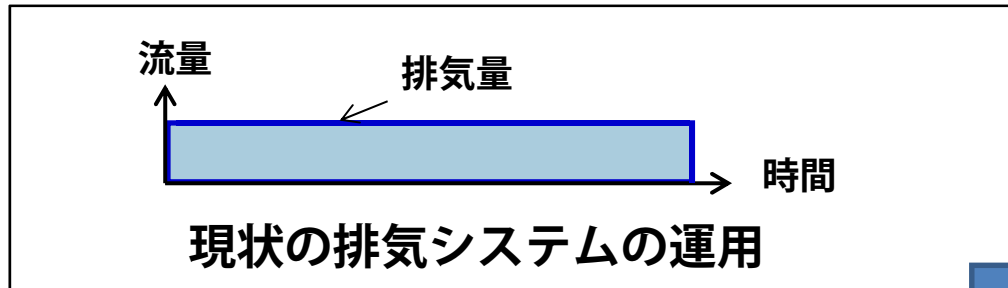 流量
排気量
時間
現状の排気システムの運用